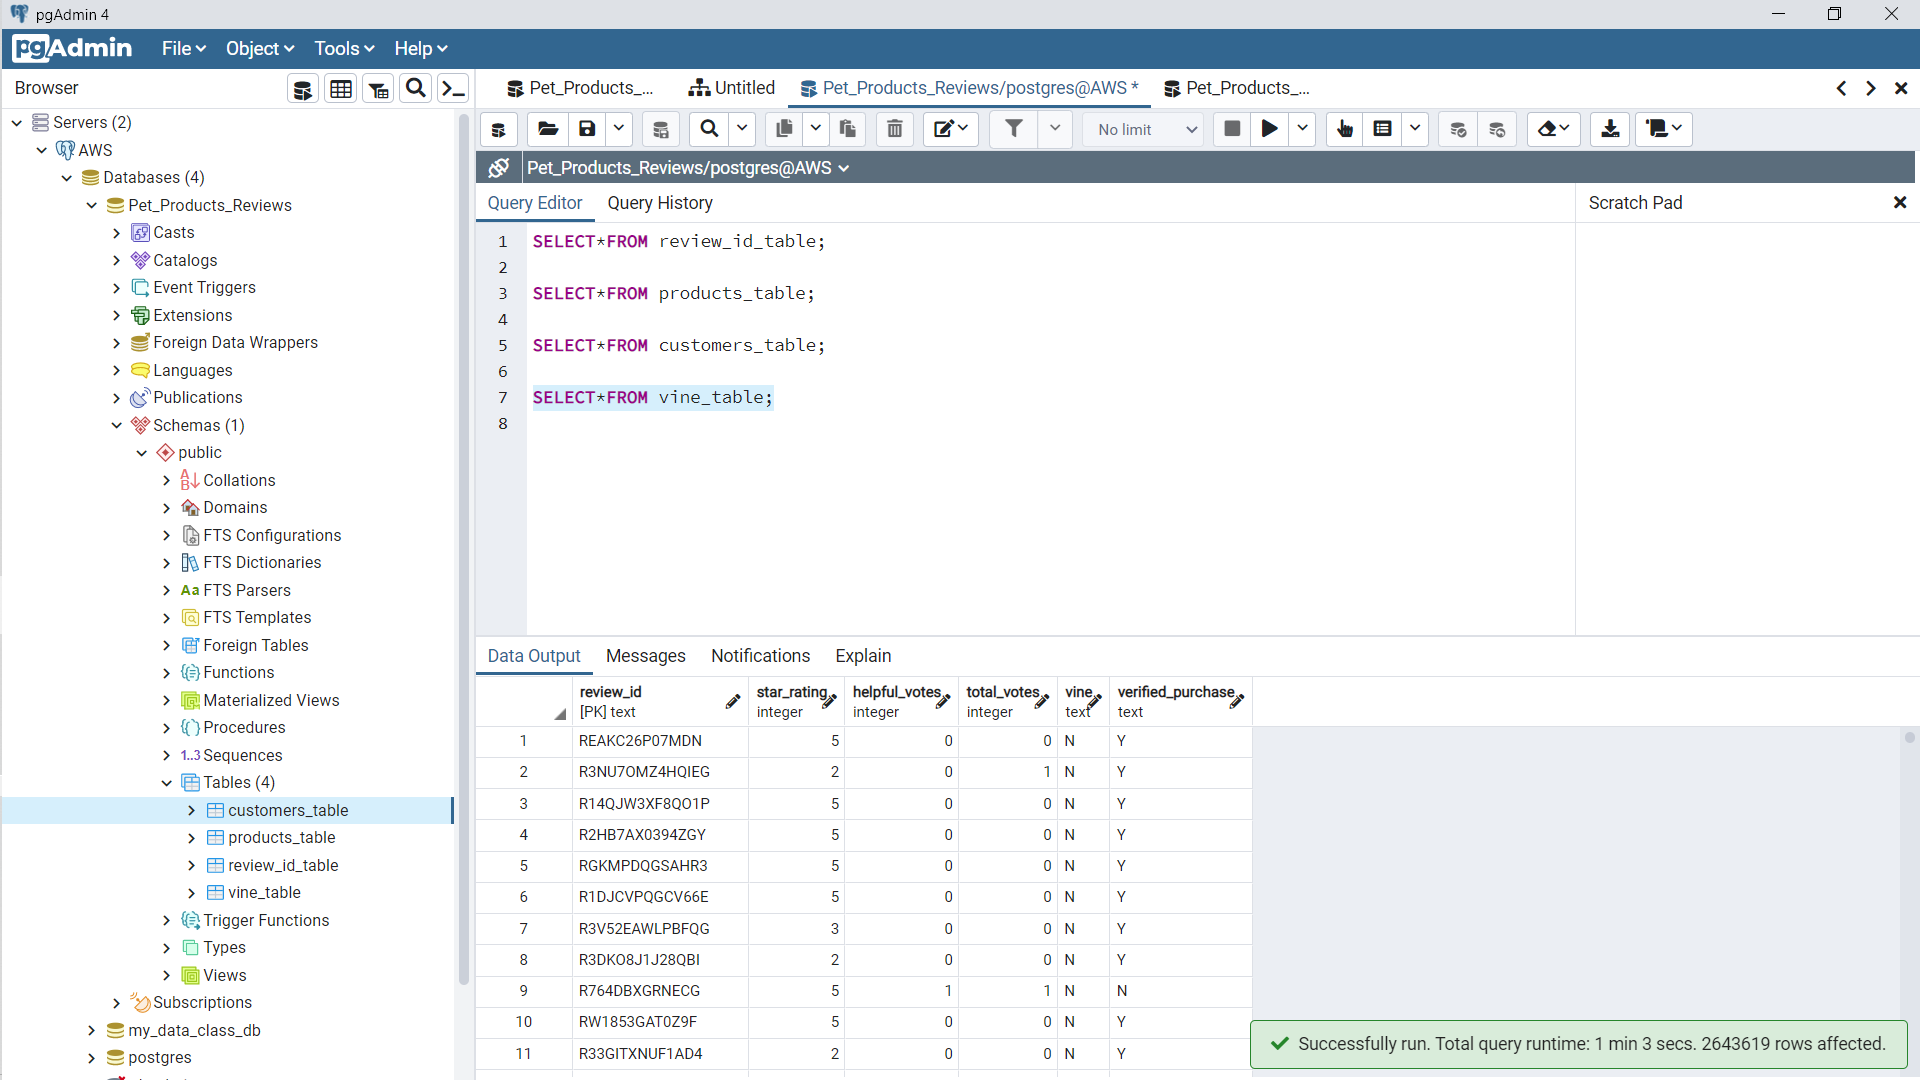 pgAdmin 4
pgAdmin File Object Tools Help
Browser
Pet_Products_... Untitled Pet_Products_Reviews/postgres@AWS * Pet_Products_...
No limit
Pet_Products_Reviews/postgres@AWS
Query Editor Query History
Scratch Pad
1 SELECT*FROM review_id_table;
2
3 SELECT*FROM products_table;
4
5 SELECT*FROM customers_table;
6
7 SELECT*FROM vine_table;
8
Servers (2)
AWS
Databases (4)
Pet_Products_Reviews
Casts
Catalogs
Event Triggers
Extensions
Foreign Data Wrappers
Languages
Publications
Schemas (1)
public
Collations
Domains
FTS Configurations
FTS Dictionaries
Aa FTS Parsers
FTS Templates
Foreign Tables
Functions
Materialized Views
Procedures
1..3 Sequences
Tables (4)
customers_table
products_table
review_id_table
vine_table
Trigger Functions
Types
Views
Subscriptions
my_data_class_db
postgres
Data Output Messages Notifications Explain
review_id star_rating helpful_votes total_votes vine verified_purchase
[PK] text integer integer integer text text
1 REAKC26P07MDN 5 0 0 N Y
2 R3NU7OMZ4HQIEG 2 0 1 N Y
3 R14QJW3XF8QO1P 5 0 0 N Y
4 R2HB7AX0394ZGY 5 0 0 N Y
5 RGKMPDQGSAHR3 5 0 0 N Y
6 R1DJCVPQGCV66E 5 0 0 N Y
7 R3V52EAWLPBFQG 3 0 0 N Y
8 R3DKO8J1J28QBI 2 0 0 N Y
9 R764DBXGRNECG 5 1 1 N N
10 RW1853GAT0Z9F 5 0 0 N Y
11 R33GITXNUF1AD4 2 0 0 N Y
Successfully run. Total query runtime: 1 min 3 secs. 2643619 rows affected.